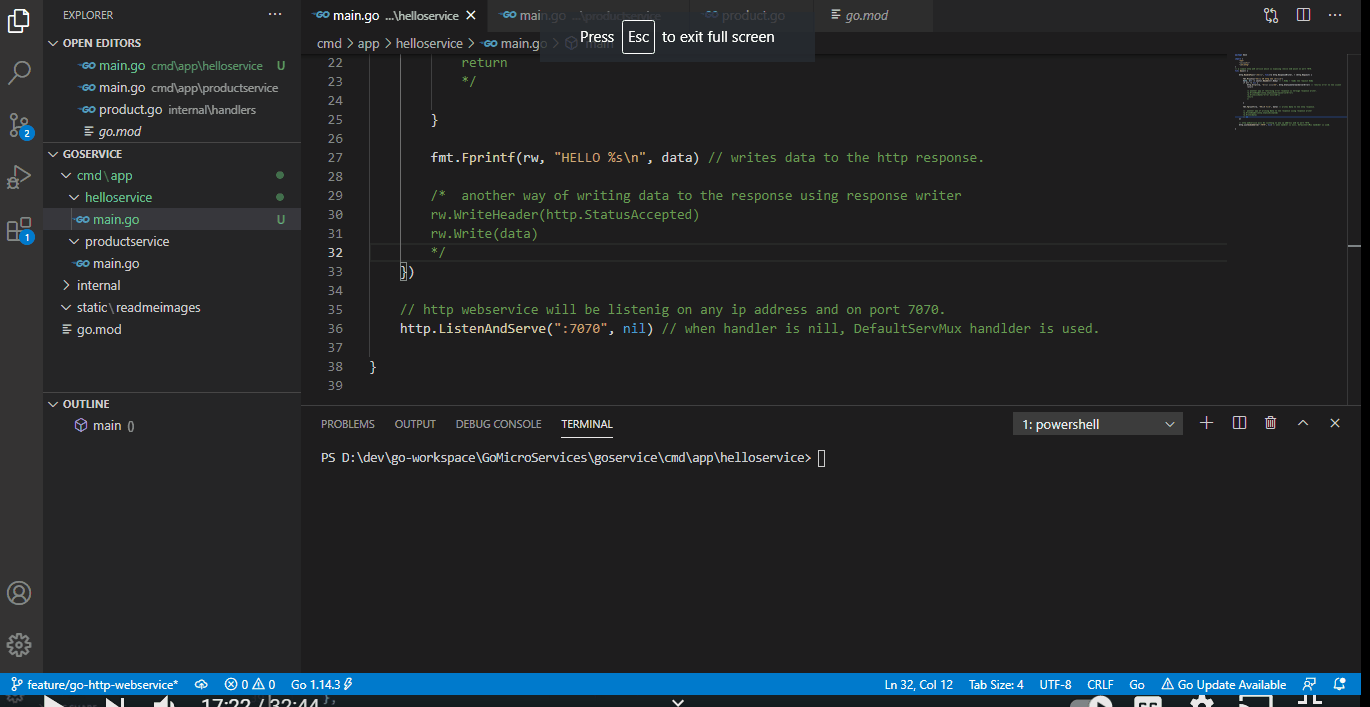 EXPLORER
OPEN EDITORS
main.go cmd\app\helloservice U
main.go cmd\app\productservice
product.go internal\handlers
go.mod
GOSERVICE
cmd\app
helloservice
main.go U
productservice
main.go
internal
static\readmeimages
go.mod
OUTLINE
main ()
2
1
main.go ...\helloservice
main.go ...\productservice
product.go
go.mod
Press Esc to exit full screen
cmd > app > helloservice > main.go > main
22 return
23 */
24
25 }
26
27 fmt.Fprintf(rw, "HELLO %s\n", data) // writes data to the http response.
28
29 /* another way of writing data to the response using response writer
30 rw.WriteHeader(http.StatusAccepted)
31 rw.Write(data)
32 */
33 })
34
35 // http webservice will be listenig on any ip address and on port 7070.
36 http.ListenAndServe(":7070", nil) // when handler is nill, DefaultServMux handlder is used.
37
38 }
39
PROBLEMS OUTPUT DEBUG CONSOLE TERMINAL 1: powershell
PS D:\dev\go-workspace\GoMicroServices\goservice\cmd\app\helloservice>
feature/go-http-webservice* 0 0 Go 1.14.3 Ln 32, Col 12 Tab Size: 4 UTF-8 CRLF Go Go Update Available
17:22 / 32:44